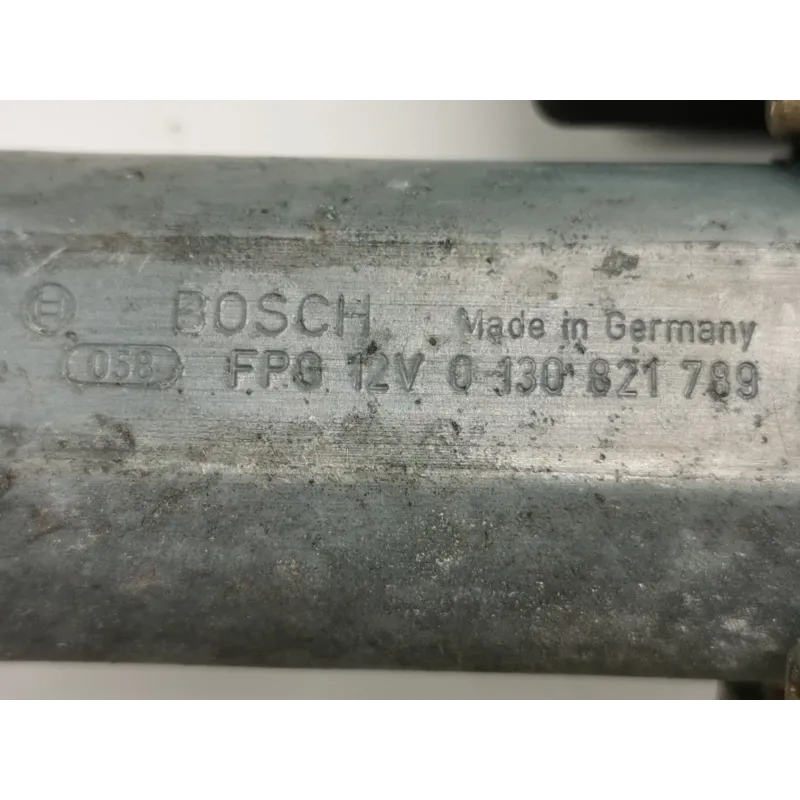 BOSCH Made in Germany
058 FPG 12V 0 130 821 789